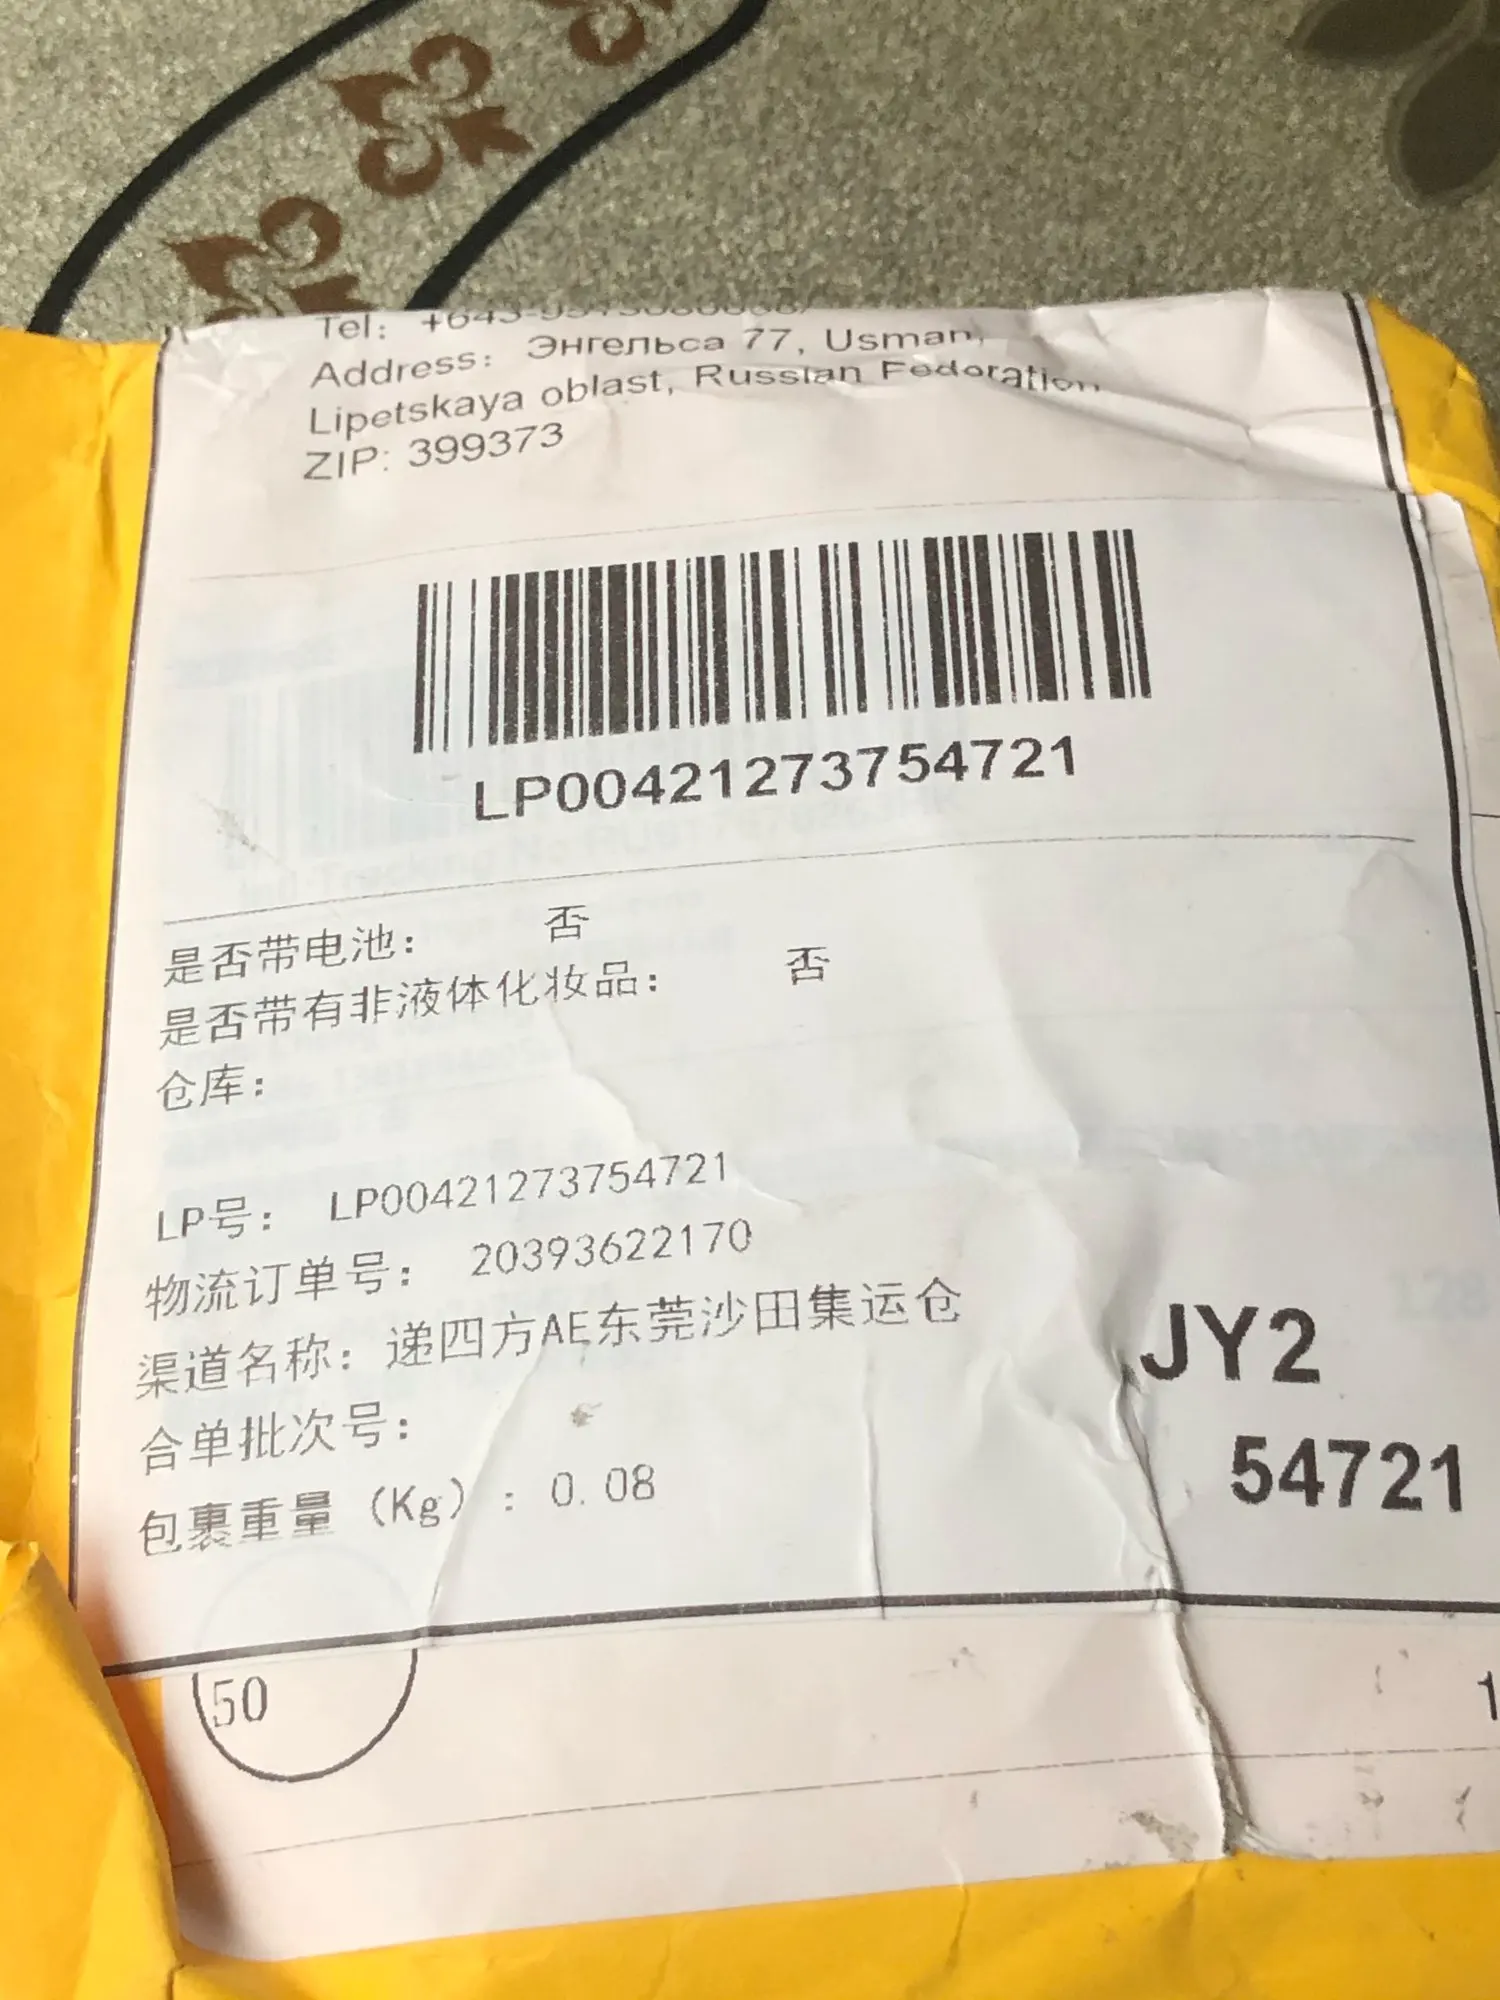 Tel:
Address: Энгельса 77, Usman,
Lipetskaya oblast, Russian Federation
ZIP: 399373
LP00421273754721
是否带电池: 否
是否带有非液体化妆品: 否
仓库:
LP号: LP00421273754721
物流订单号: 20393622170
渠道名称: 递四方AE东莞沙田集运仓
JY2
合单批次号:
54721
包裹重量 (Kg) : 0.08
50
1